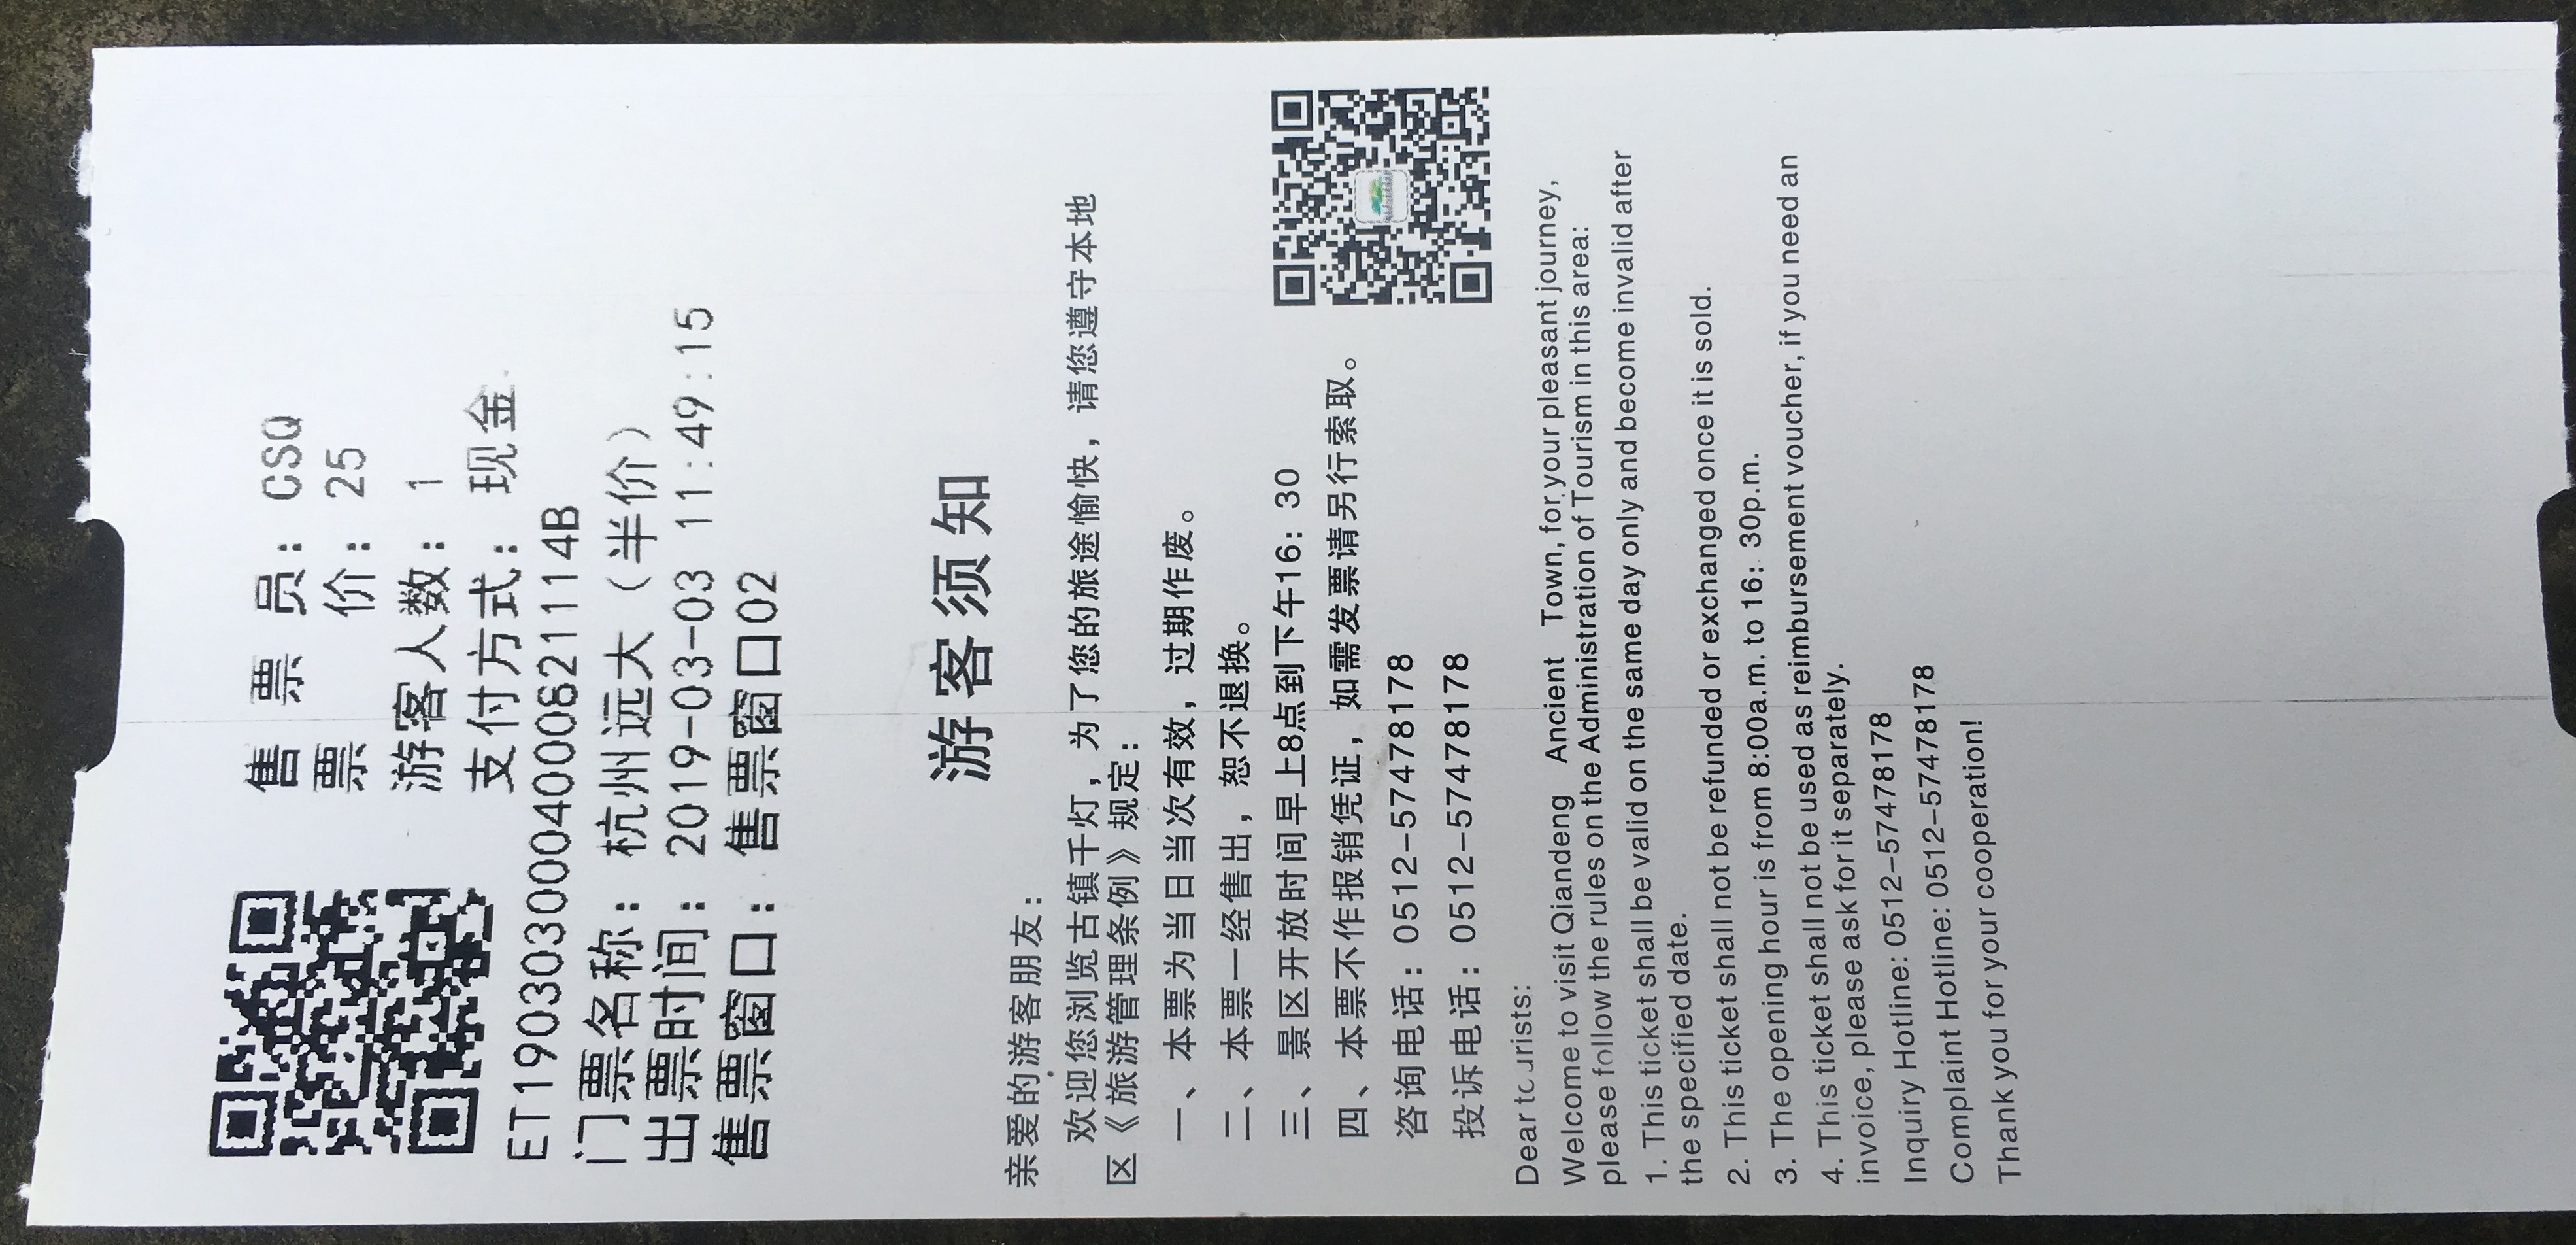 售 票 员: CSQ
票 价: 25
游客人数: 1
支付方式: 现金
ET1903030004000621114B
门票名称: 杭州远大（半价）
出票时间: 2019-03-03 11:49:15
售票窗口: 售票窗口02
游客须知
亲爱的游客朋友:
欢迎您浏览古镇千灯，为了您的旅途愉快，请您遵守本地
区《旅游管理条例》规定:
一、本票为当日当次有效，过期作废。
二、本票一经售出，恕不退换。
三、景区开放时间早上8点到下午16: 30
四、本票不作报销凭证，如需发票请另行索取。
咨询电话: 0512-57478178
投诉电话: 0512-57478178
Dear tourists:
Welcome to visit Qiandeng Ancient Town, for your pleasant journey,
please follow the rules on the Administration of Tourism in this area:
1. This ticket shall be valid on the same day only and become invalid after
the specified date.
2. This ticket shall not be refunded or exchanged once it is sold.
3. The opening hour is from 8:00a.m. to 16: 30p.m.
4. This ticket shall not be used as reimbursement voucher, if you need an
invoice, please ask for it separately.
Inquiry Hotline: 0512-57478178
Complaint Hotline: 0512-57478178
Thank you for your cooperation!